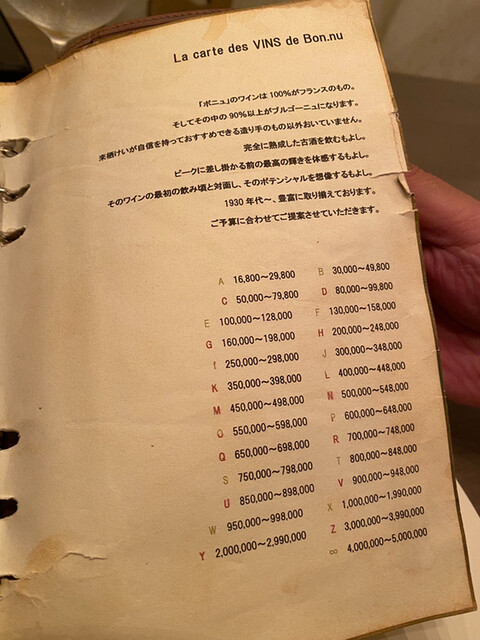 La carte des VINS de Bon.nu
「ボニュ」のワインは 100%がフランスのもの。
そしてその中の 90%以上がブルゴーニュになります。
来栖けいが自信を持っておすすめできる造り手のもの以外おいていません。
完全に熟成した古酒を飲むもよし。
ピークに差し掛かる前の最高の輝きを体感するもよし。
そのワインの最初の飲み頃と対面し、そのポテンシャルを想像するもよし。
1930 年代～、豊富に取り揃えております。
ご予算に合わせてご提案させていただきます。
A 16,800～29,800 B 30,000～49,800
C 50,000～79,800 D 80,000～99,800
E 100,000～128,000 F 130,000～158,000
G 160,000～198,000 H 200,000～248,000
I 250,000～298,000 J 300,000～348,000
K 350,000～398,000 L 400,000～448,000
M 450,000～498,000 N 500,000～548,000
O 550,000～598,000 P 600,000～648,000
Q 650,000～698,000 R 700,000～748,000
S 750,000～798,000 T 800,000～848,000
U 850,000～898,000 V 900,000～948,000
W 950,000～998,000 X 1,000,000～1,990,000
Y 2,000,000～2,990,000 Z 3,000,000～3,990,000
∞ 4,000,000～5,000,000